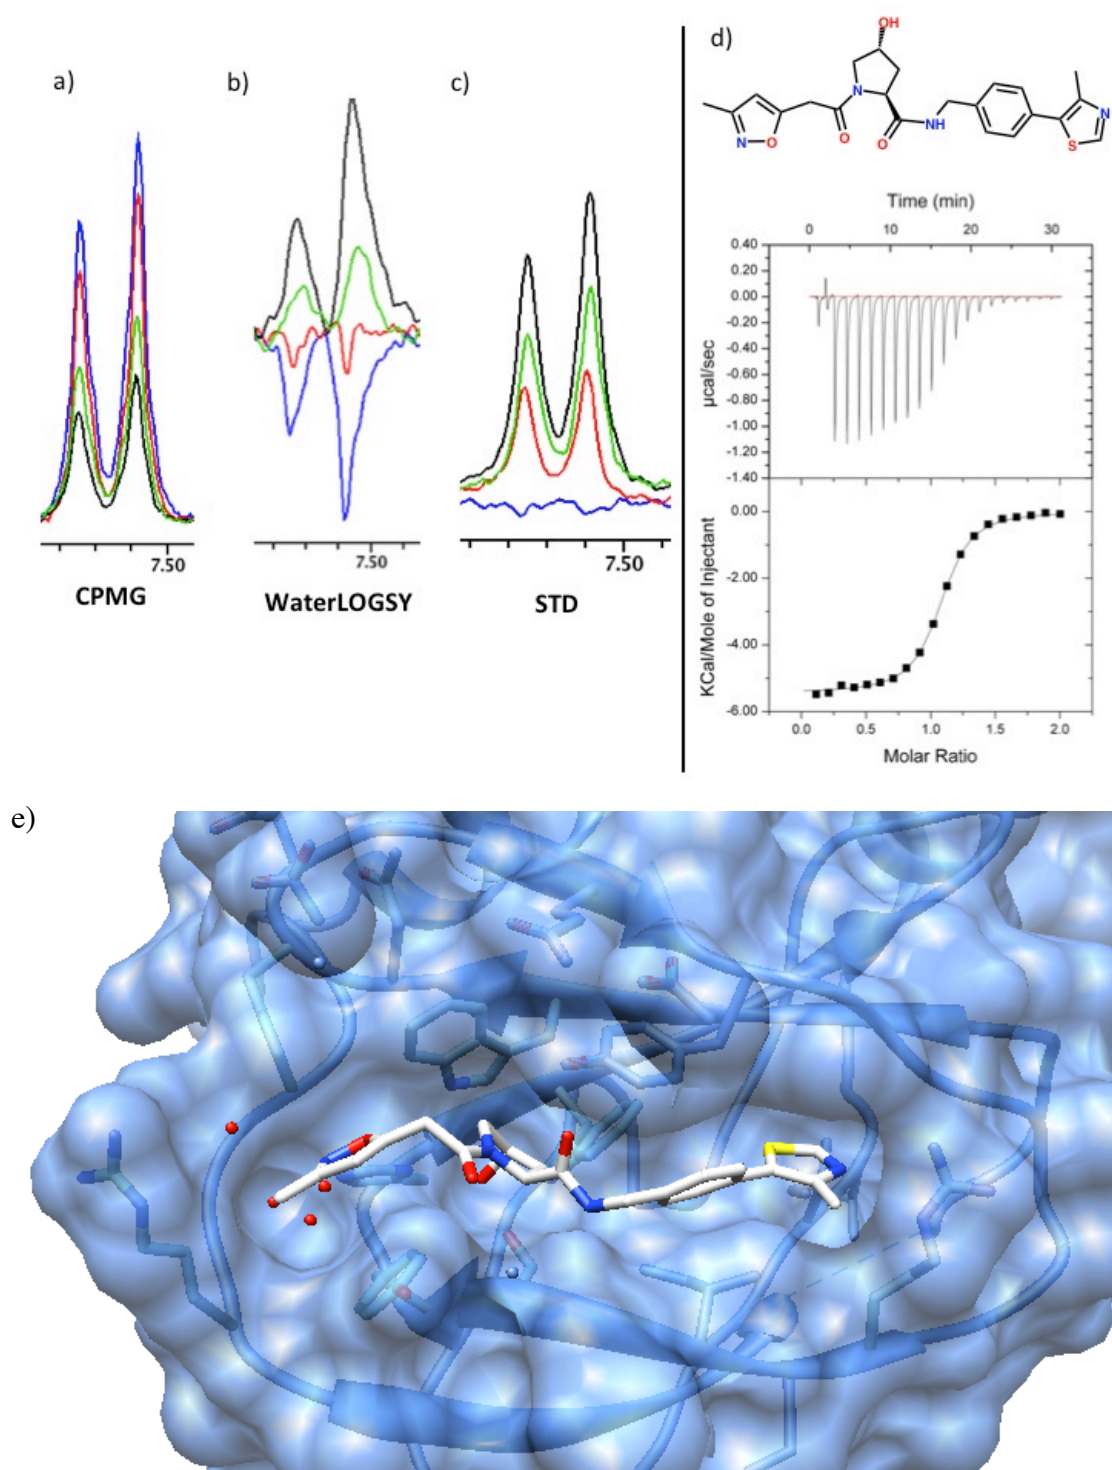 a)
b)
c)
7.50
CPMG
7.50
WaterLOGSY
7.50
STD
d)
OH
N
O
O
NH
N
O
N
S
Time (min)
0 10 20 30
0.40
0.20
0.00
-0.20
-0.40
-0.60
-0.80
-1.00
-1.20
-1.40
µcal/sec
0.00
-2.00
-4.00
-6.00
KCal/Mole of Injectant
0.0 0.5 1.0 1.5 2.0
Molar Ratio
e)